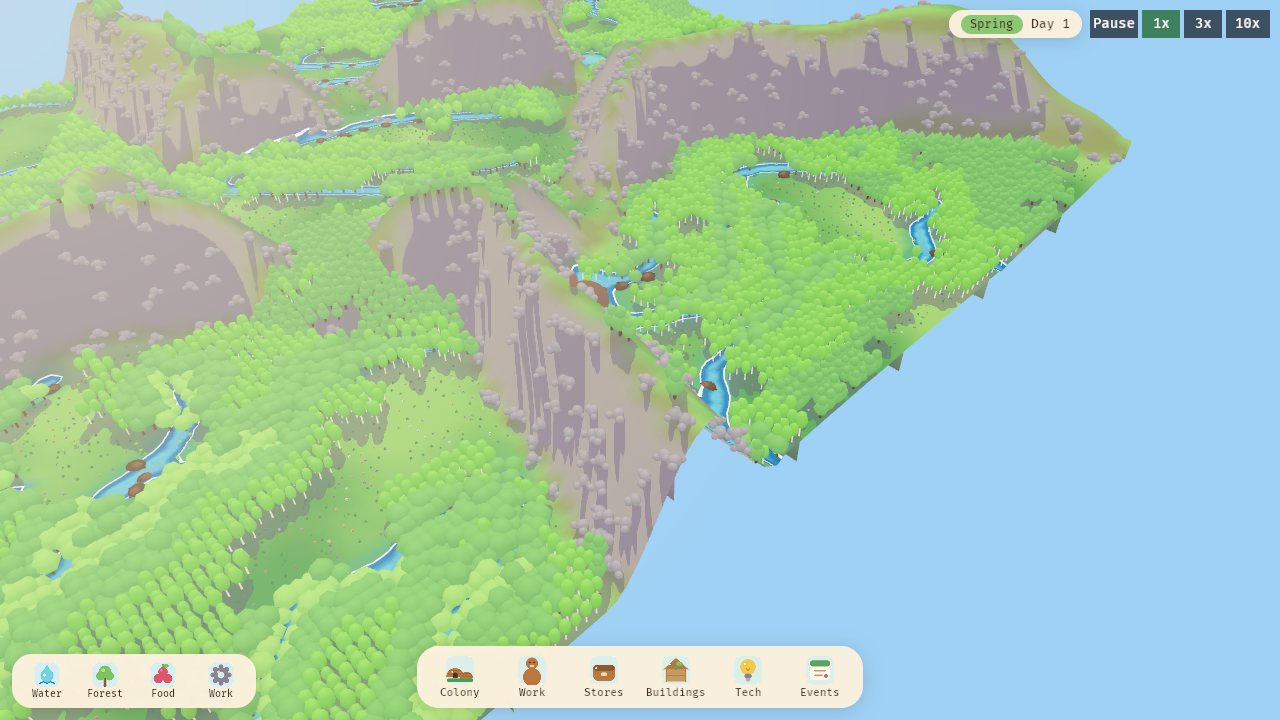 Spring Day 1 Pause 1x 3x 10x
Water Forest Food Work
Colony Work Stores Buildings Tech Events